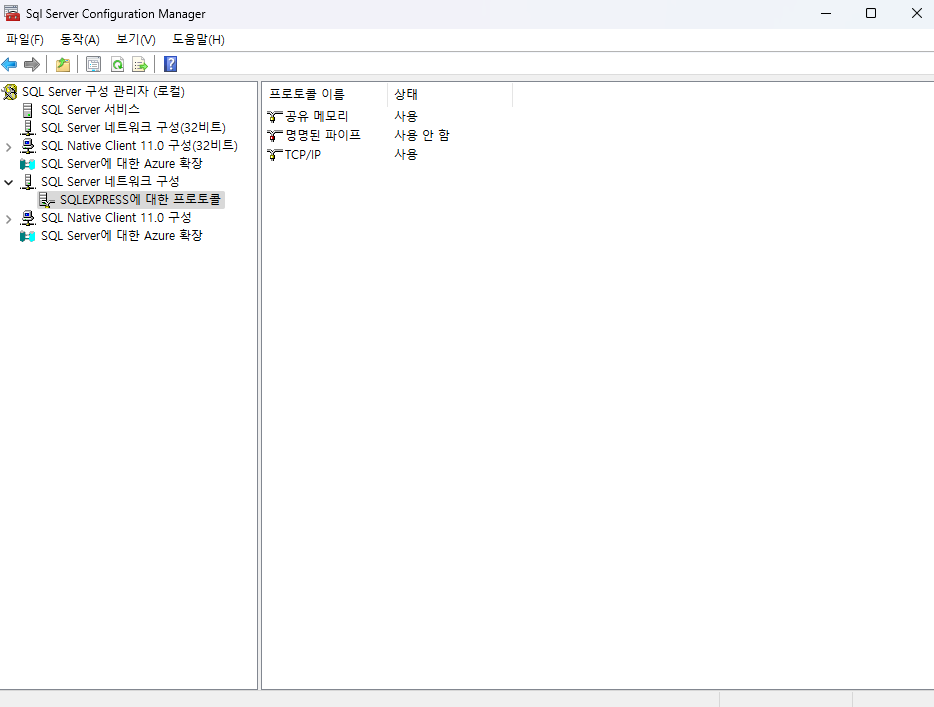 Sql Server Configuration Manager
파일(F) 동작(A) 보기(V) 도움말(H)
SQL Server 구성 관리자 (로컬)
SQL Server 서비스
SQL Server 네트워크 구성(32비트)
SQL Native Client 11.0 구성(32비트)
SQL Server에 대한 Azure 확장
SQL Server 네트워크 구성
SQLEXPRESS에 대한 프로토콜
SQL Native Client 11.0 구성
SQL Server에 대한 Azure 확장
프로토콜 이름 상태
공유 메모리 사용
명명된 파이프 사용 안 함
TCP/IP 사용